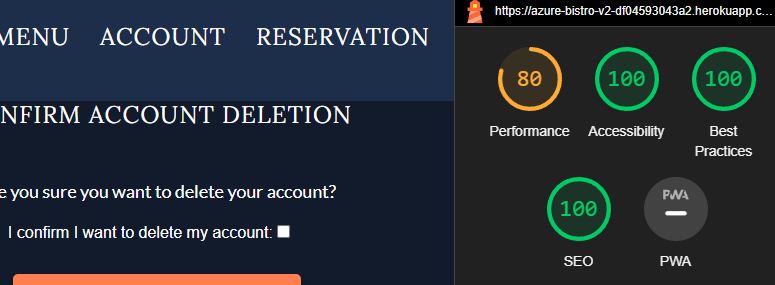 MENU ACCOUNT RESERVATION
NFIRM ACCOUNT DELETION
e you sure you want to delete your account?
I confirm I want to delete my account:
https://azure-bistro-v2-df04593043a2.herokuapp.c...
80 100 100
Performance Accessibility Best
Practices
100 PWA
SEO PWA